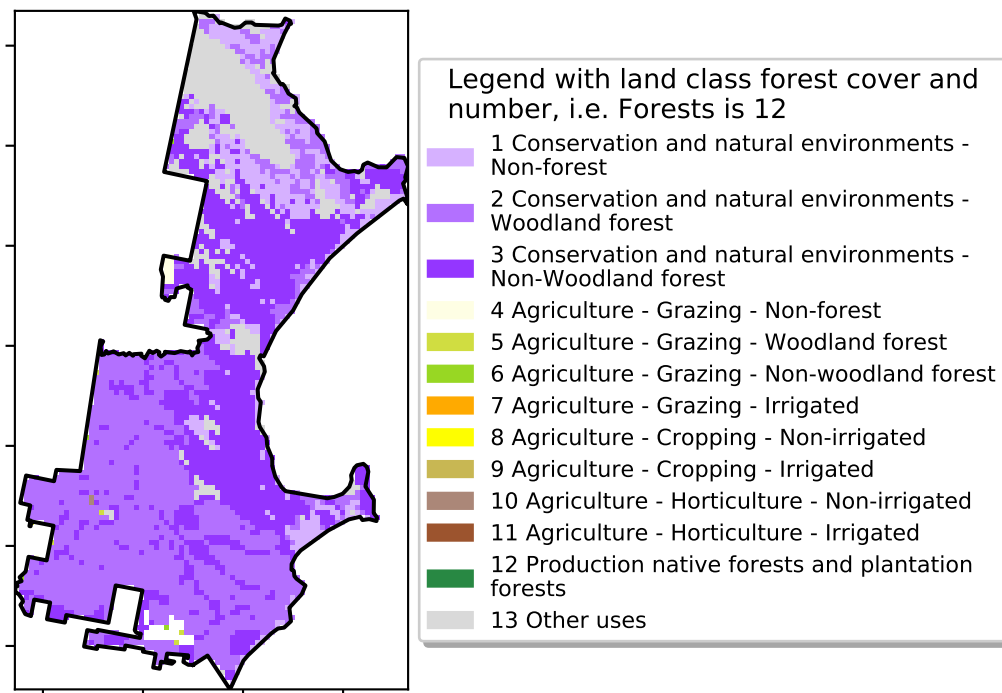 Legend with land class forest cover and
number, i.e. Forests is 12
1 Conservation and natural environments -
Non-forest
2 Conservation and natural environments -
Woodland forest
3 Conservation and natural environments -
Non-Woodland forest
4 Agriculture - Grazing - Non-forest
5 Agriculture - Grazing - Woodland forest
6 Agriculture - Grazing - Non-woodland forest
7 Agriculture - Grazing - Irrigated
8 Agriculture - Cropping - Non-irrigated
9 Agriculture - Cropping - Irrigated
10 Agriculture - Horticulture - Non-irrigated
11 Agriculture - Horticulture - Irrigated
12 Production native forests and plantation
forests
13 Other uses